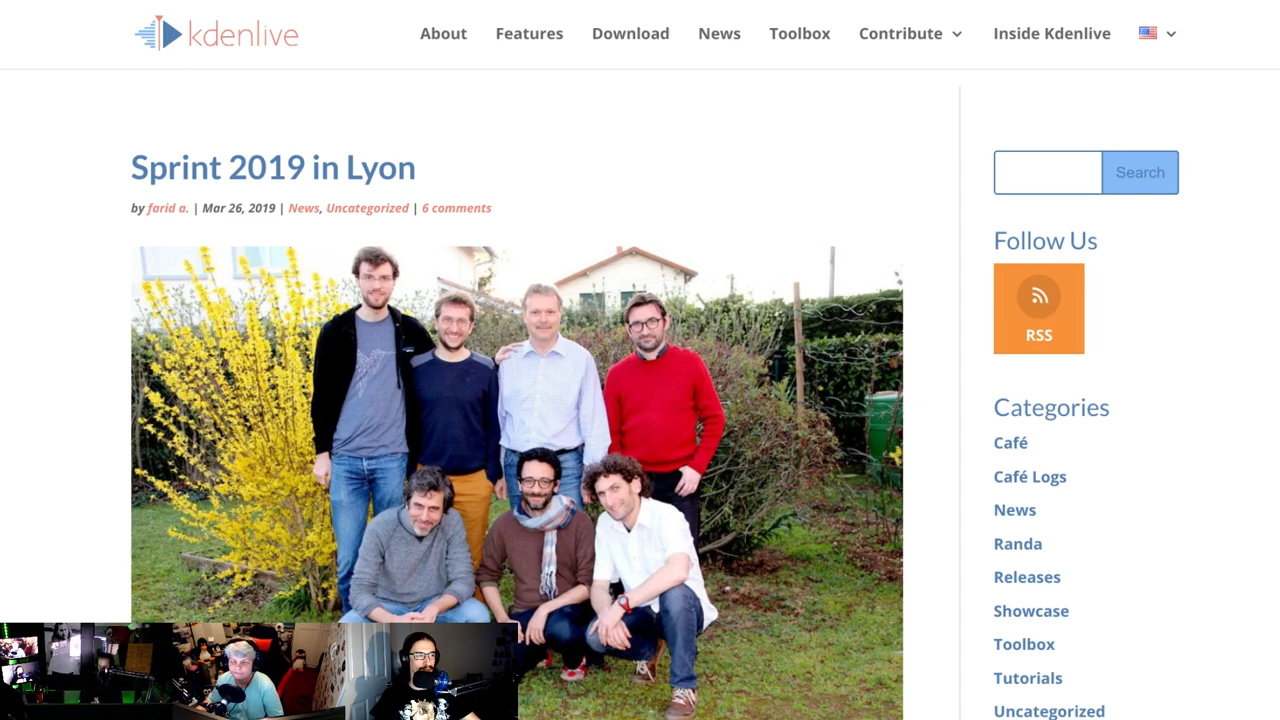 kdenlive
About Features Download News Toolbox Contribute Inside Kdenlive
Sprint 2019 in Lyon
by farid a. | Mar 26, 2019 | News, Uncategorized | 6 comments
Search
Follow Us
RSS
Categories
Café
Café Logs
News
Randa
Releases
Showcase
Toolbox
Tutorials
Uncategorized